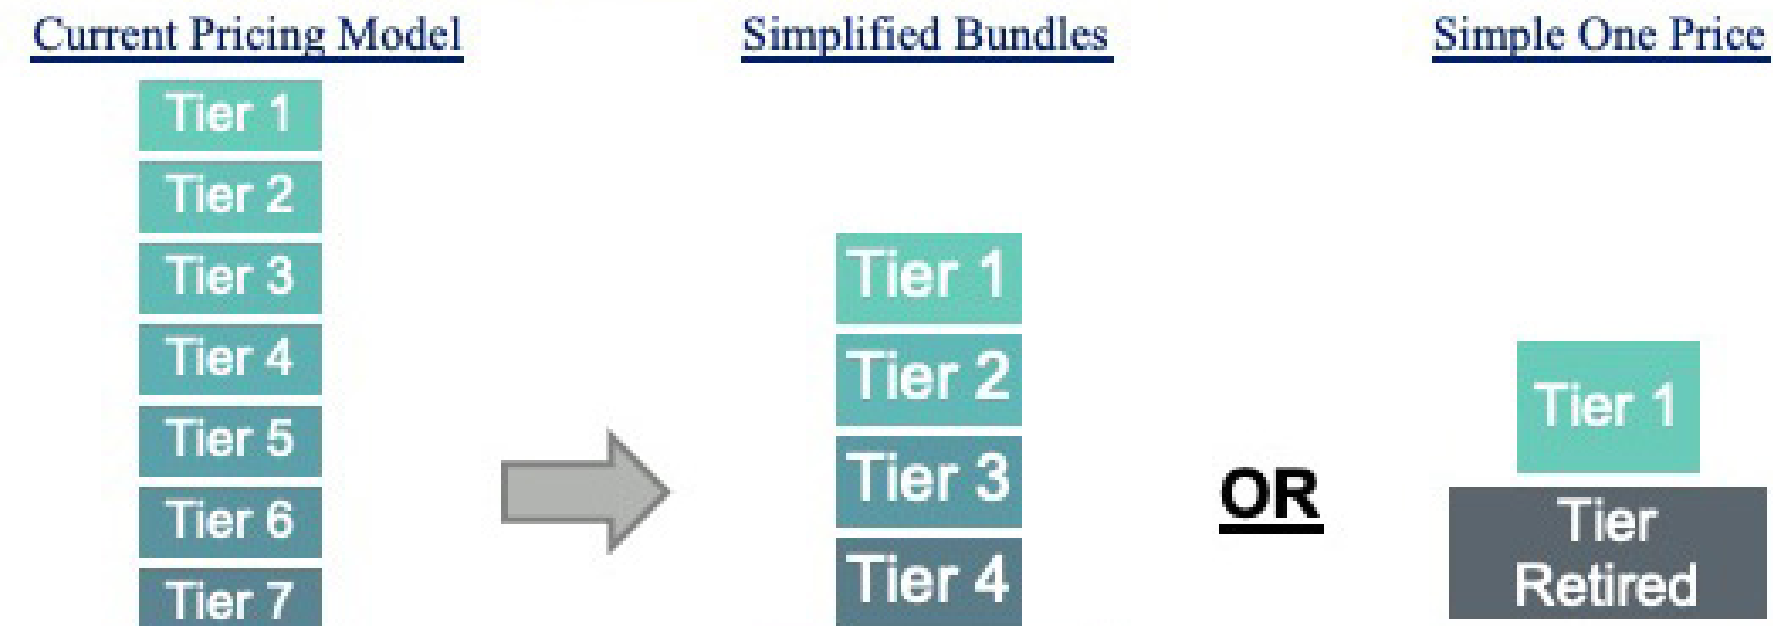 Current Pricing Model
Tier 1
Tier 2
Tier 3
Tier 4
Tier 5
Tier 6
Tier 7
Simplified Bundles
Tier 1
Tier 2
Tier 3
Tier 4
OR
Simple One Price
Tier 1
Tier
Retired